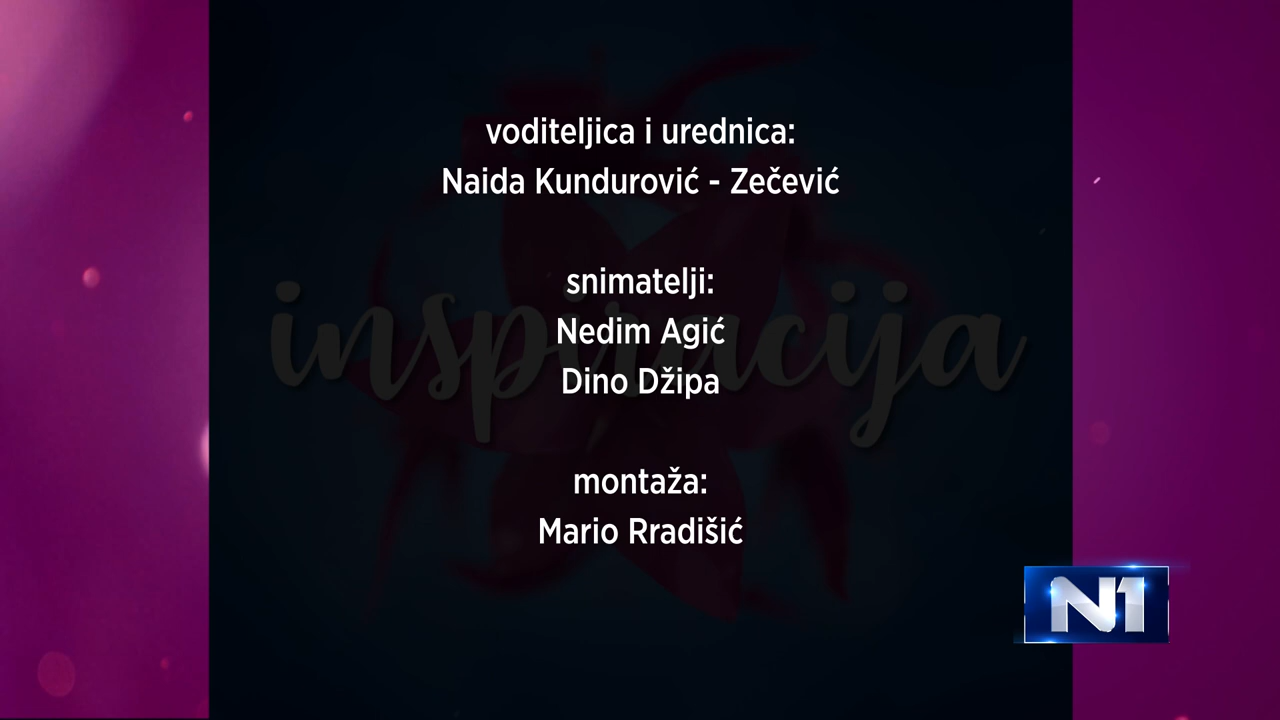 voditeljica i urednica:
Naida Kundurović - Zečević
snimatelji:
Nedim Agić
Dino Džipa
inspiracija
montaža:
Mario Rradišić
N1